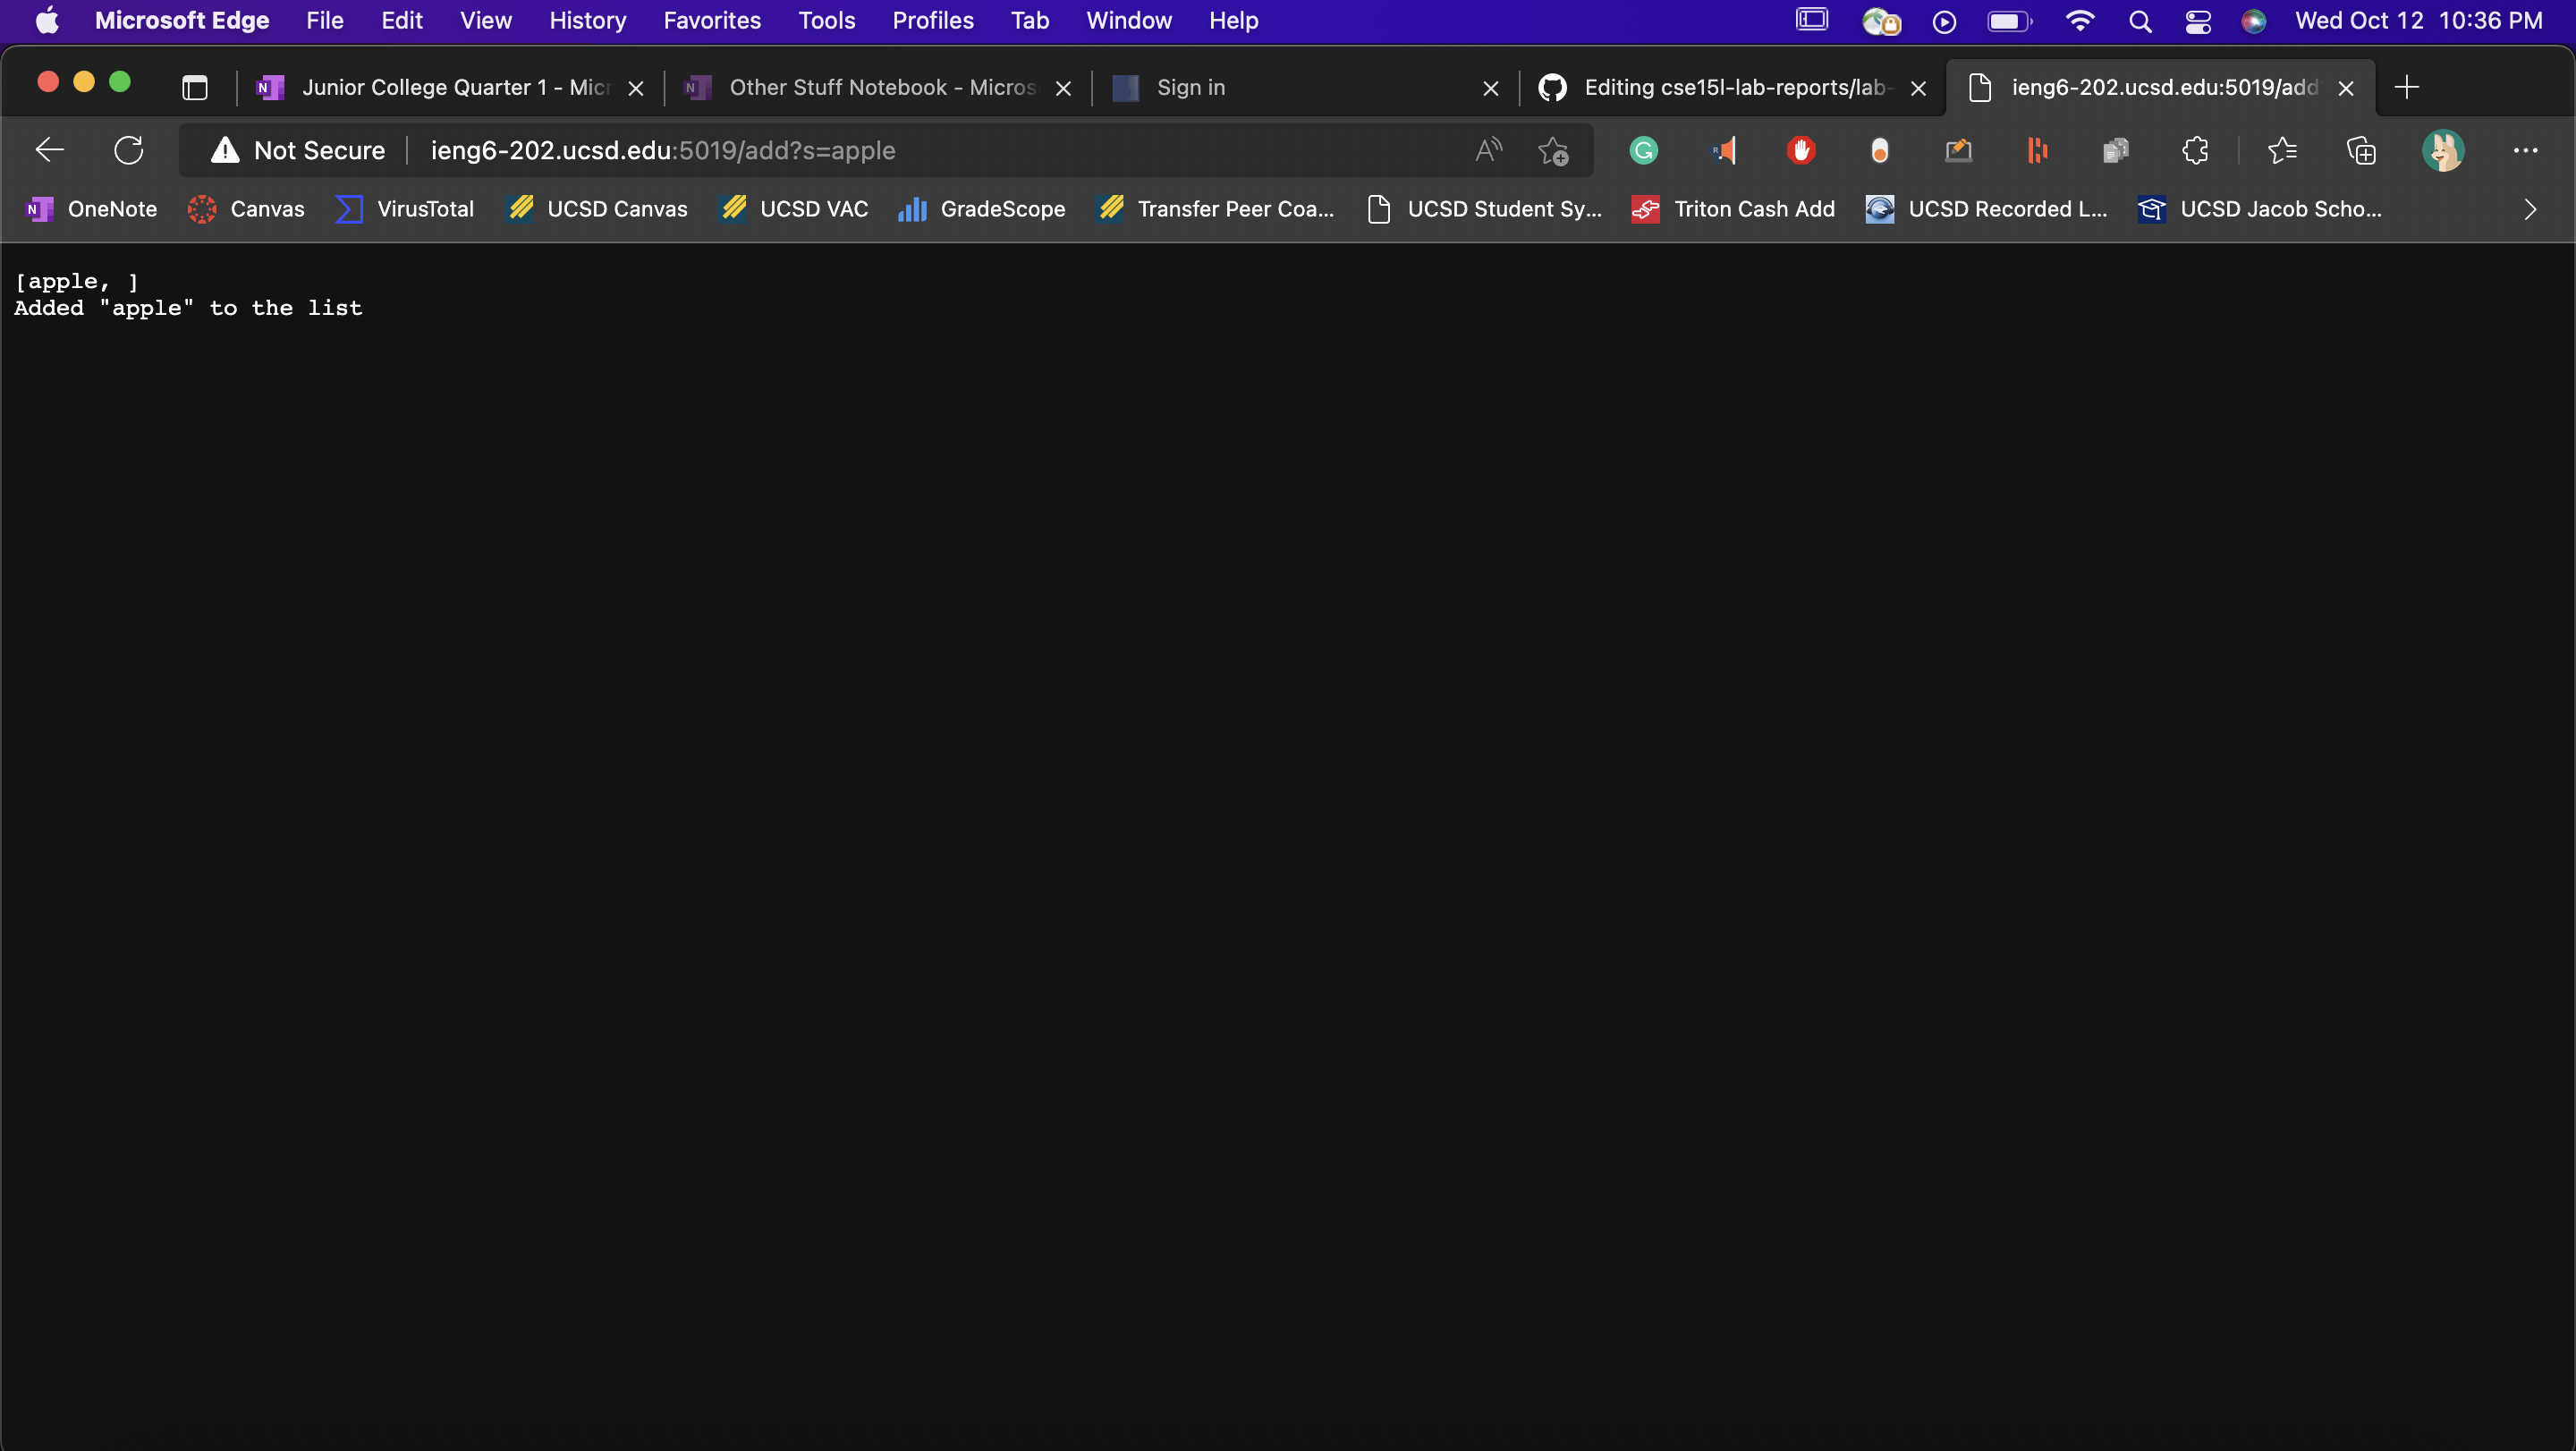 Microsoft Edge File Edit View History Favorites Tools Profiles Tab Window Help Wed Oct 12 10:36 PM
Junior College Quarter 1 - Micr Other Stuff Notebook - Micros Sign in Editing cse15l-lab-reports/lab- ieng6-202.ucsd.edu:5019/add
Not Secure ieng6-202.ucsd.edu:5019/add?s=apple
OneNote Canvas VirusTotal UCSD Canvas UCSD VAC GradeScope Transfer Peer Coa... UCSD Student Sy... Triton Cash Add UCSD Recorded L... UCSD Jacob Scho...
[apple, ]
Added "apple" to the list